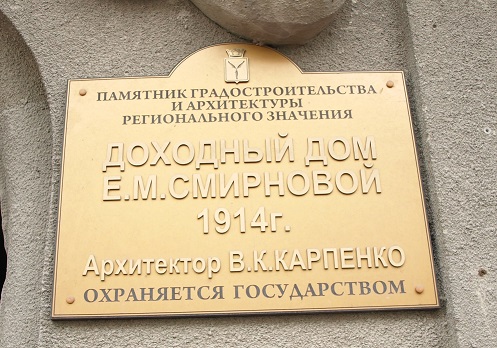 ПАМЯТНИК ГРАДОСТРОИТЕЛЬСТВА
И АРХИТЕКТУРЫ
РЕГИОНАЛЬНОГО ЗНАЧЕНИЯ
ДОХОДНЫЙ ДОМ
Е.М.СМИРНОВОЙ
1914г.
Архитектор В.К.КАРПЕНКО
ОХРАНЯЕТСЯ ГОСУДАРСТВОМ